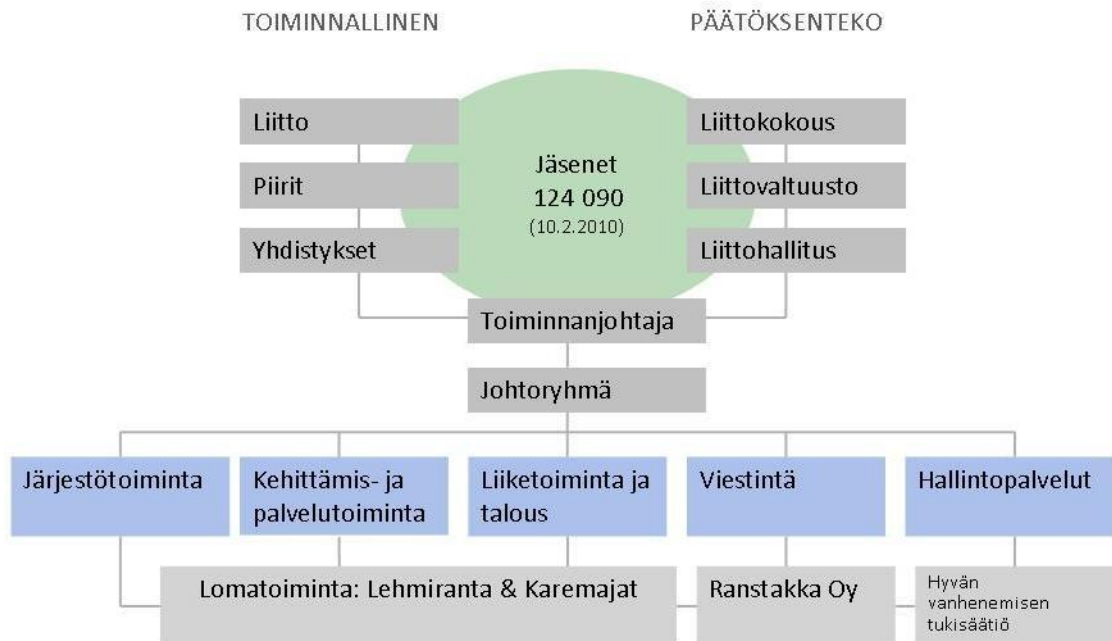 TOIMINNALLINEN
PÄÄTÖKSENTEKO
Liitto
Piirit
Yhdistykset
Jäsenet
124 090
(10.2.2010)
Liittokokous
Liittovaltuusto
Liittohallitus
Toiminnanjohtaja
Johtoryhmä
Järjestötoiminta
Kehittämis- ja
palvelutoiminta
Liiketoiminta ja
talous
Viestintä
Hallintopalvelut
Lomatoiminta: Lehmiranta & Karemajat
Ranstakka Oy
Hyvän
vanhenemisen
tukisäätiö